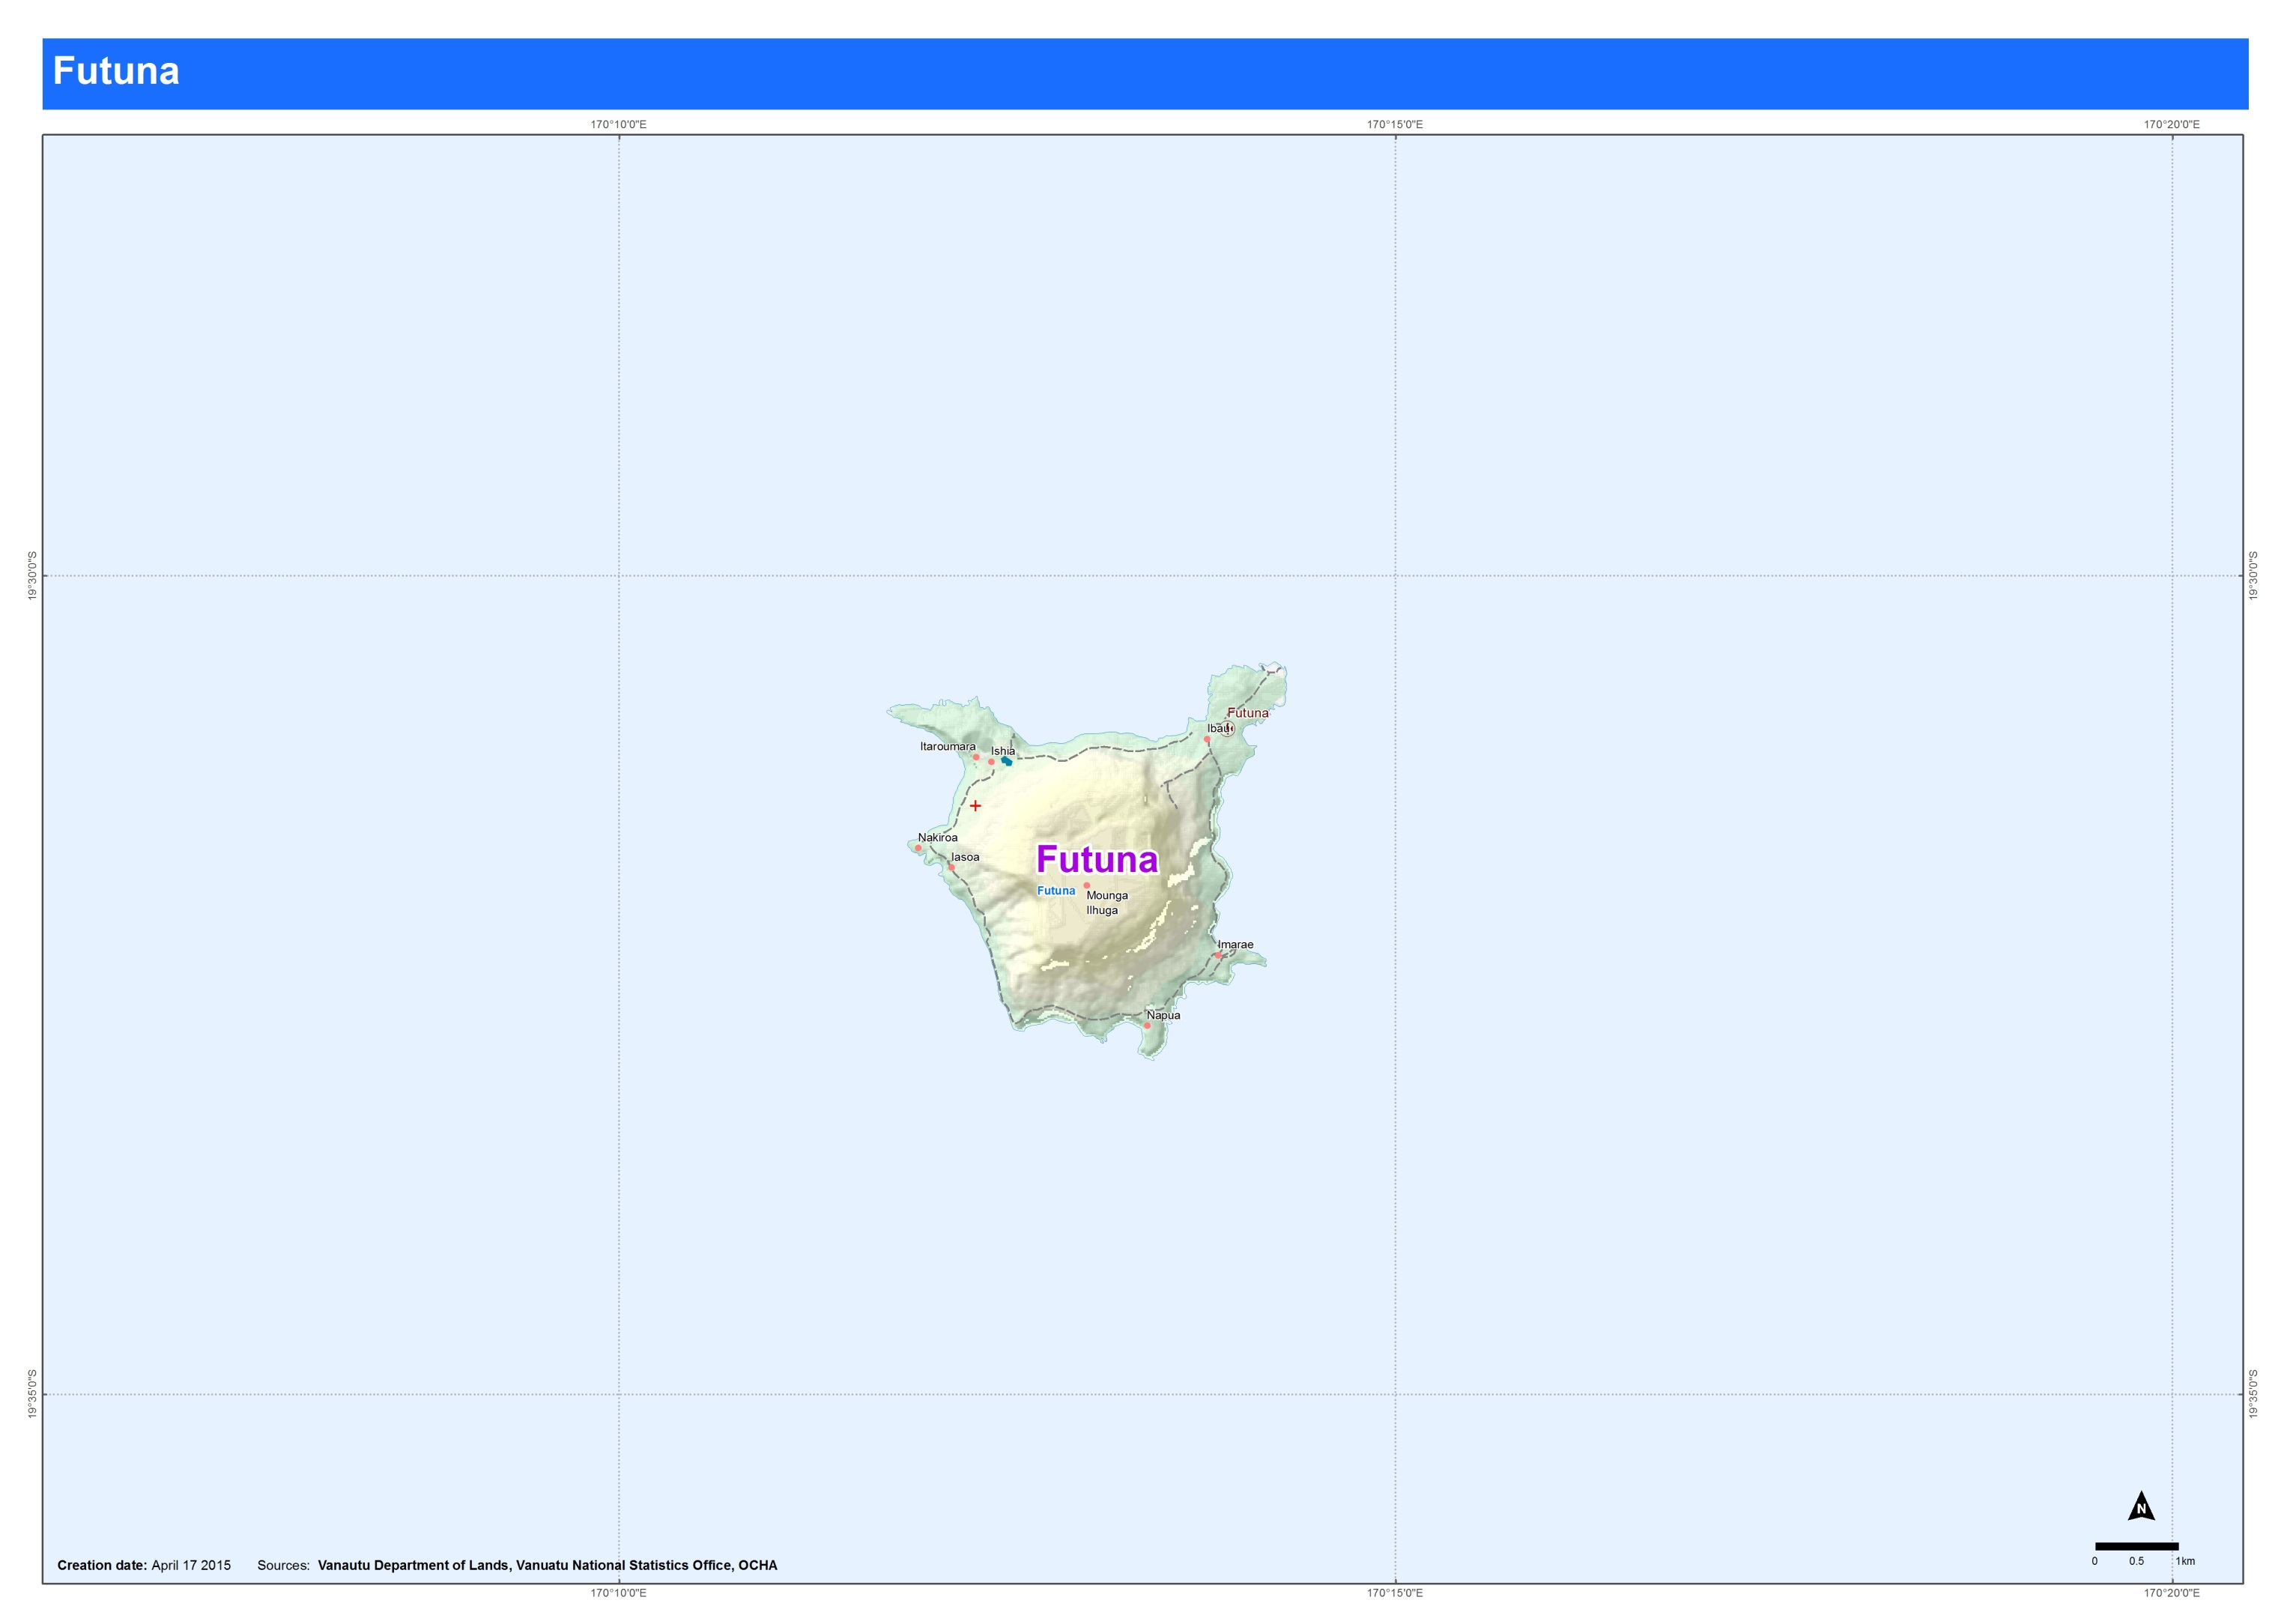 Futuna
170°10'0"E
170°15'0"E
170°20'0"E
19°30'0"S
19°30'0"S
Futuna
Ibau
Itaroumara
Ishia
Nakiroa
Iasoa
Futuna
Futuna
Mounga
Ilhuga
Imarae
Napua
19°35'0"S
19°35'0"S
N
0 0.5 1km
Creation date: April 17 2015 Sources: Vanautu Department of Lands, Vanuatu National Statistics Office, OCHA
170°10'0"E
170°15'0"E
170°20'0"E